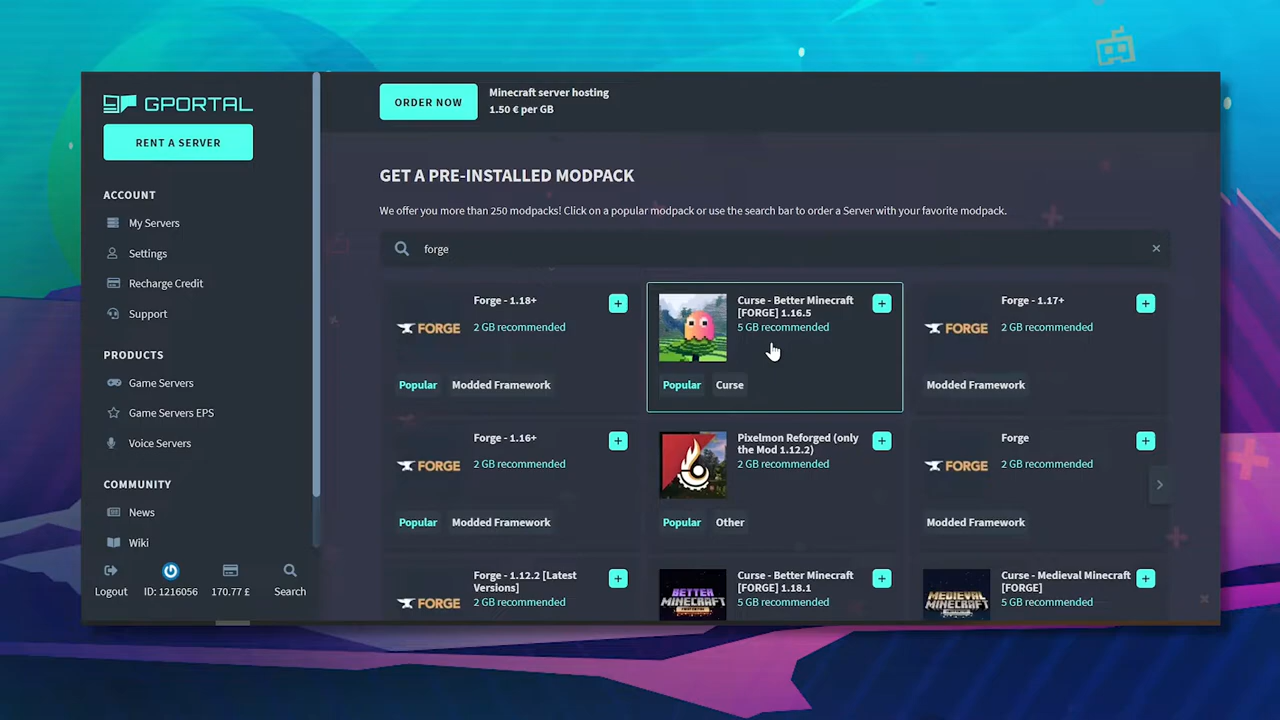 GPORTAL
RENT A SERVER
ACCOUNT
My Servers
Settings
Recharge Credit
Support
PRODUCTS
Game Servers
Game Servers EPS
Voice Servers
COMMUNITY
News
Wiki
Logout
ID: 1216056
170.77 £
Search
ORDER NOW
Minecraft server hosting
1.50 € per GB
GET A PRE-INSTALLED MODPACK
We offer you more than 250 modpacks! Click on a popular modpack or use the search bar to order a Server with your favorite modpack.
forge
FORGE
Forge - 1.18+
2 GB recommended
Popular Modded Framework
Curse - Better Minecraft
[FORGE] 1.16.5
5 GB recommended
Popular Curse
FORGE
Forge - 1.17+
2 GB recommended
Modded Framework
FORGE
Forge - 1.16+
2 GB recommended
Popular Modded Framework
Pixelmon Reforged (only
the Mod 1.12.2)
2 GB recommended
Popular Other
FORGE
Forge
2 GB recommended
Modded Framework
FORGE
Forge - 1.12.2 [Latest
Versions]
2 GB recommended
BETTER
MINECRAFT
Curse - Better Minecraft
[FORGE] 1.18.1
5 GB recommended
MEDIEVAL
MINECRAFT
Curse - Medieval Minecraft
[FORGE]
5 GB recommended